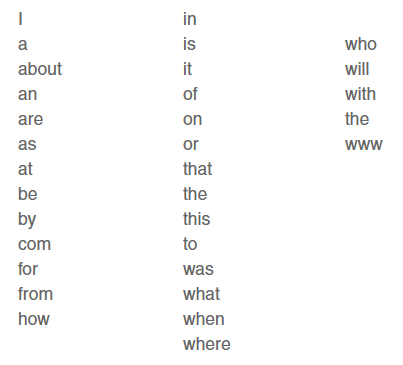 I
a
about
an
are
as
at
be
by
com
for
from
how
in
is
it
of
on
or
that
the
this
to
was
what
when
where
who
will
with
the
www